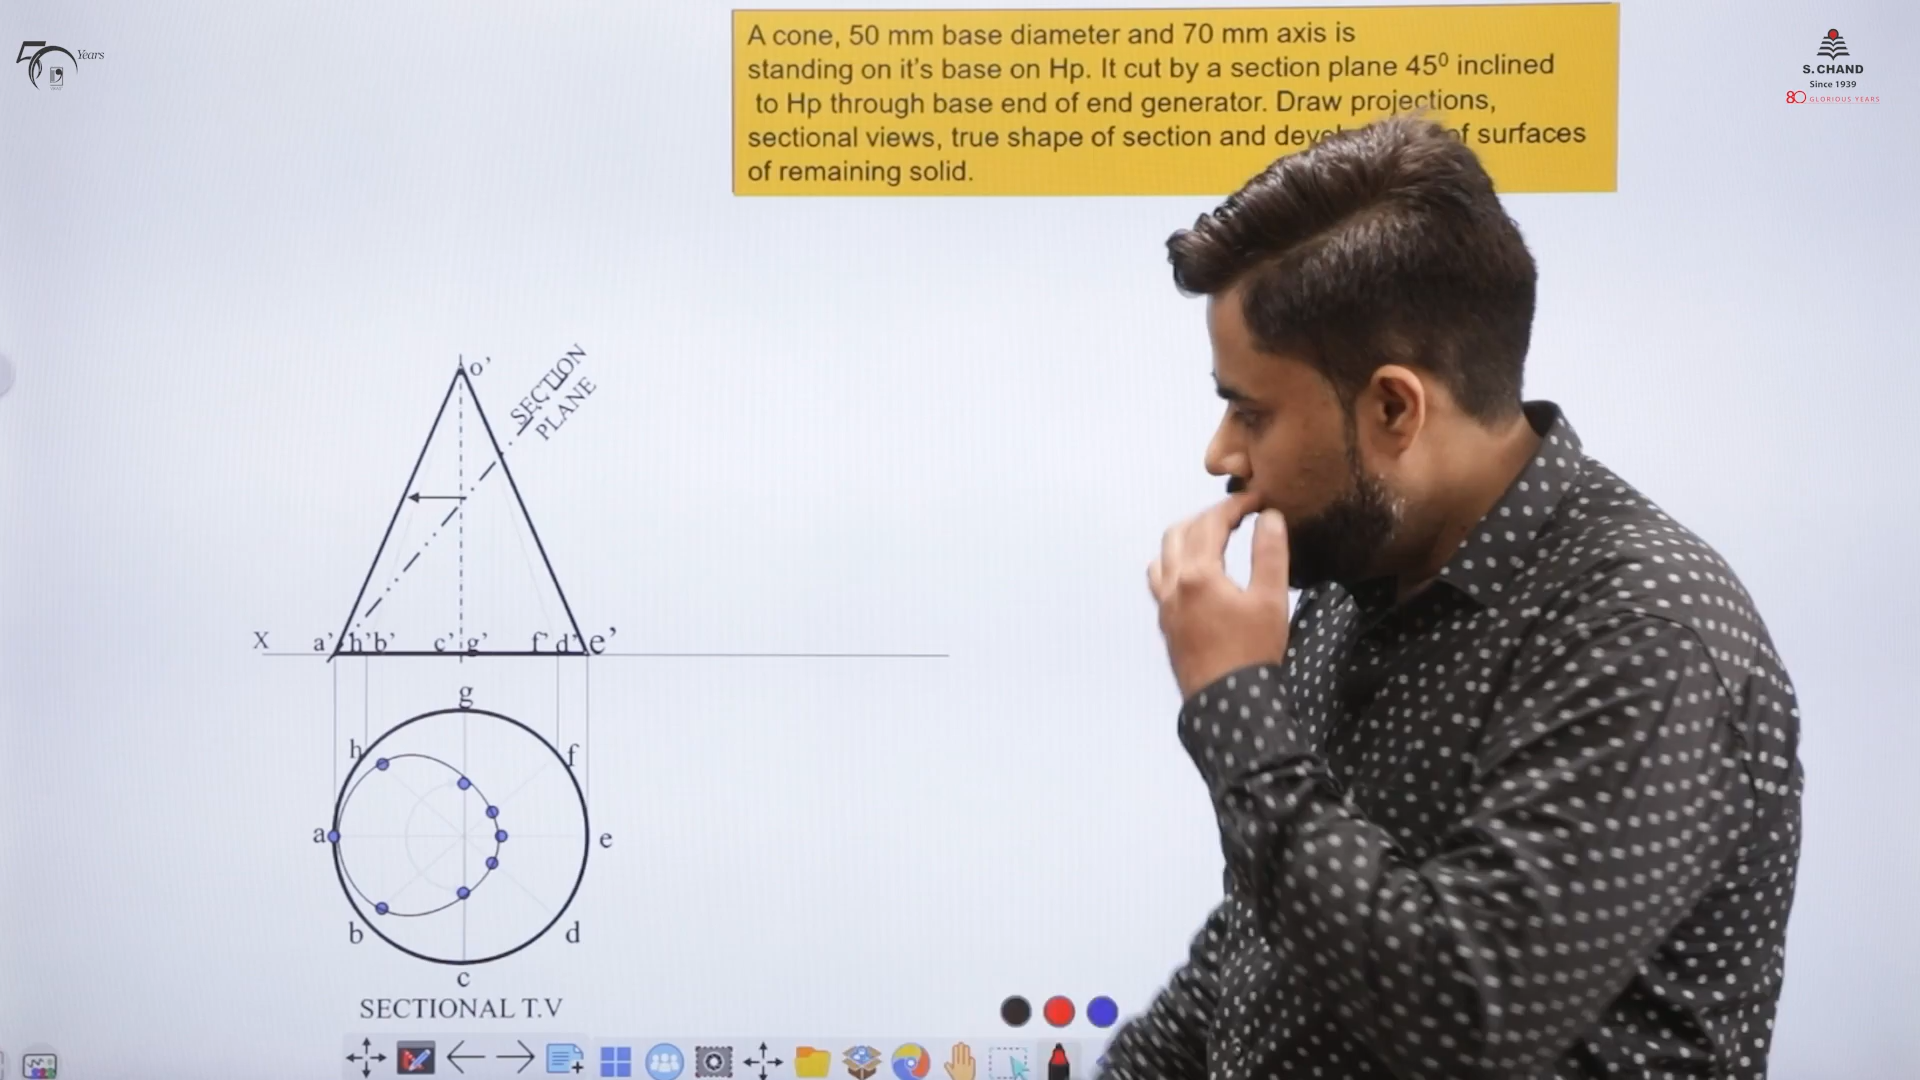 50 Years
A cone, 50 mm base diameter and 70 mm axis is
standing on it's base on Hp. It cut by a section plane 45⁰ inclined
to Hp through base end of end generator. Draw projections,
sectional views, true shape of section and of surfaces
of remaining solid.
S. CHAND
Since 1939
80 GLORIOUS YEARS
o'
SECTION
PLANE
X a' h' b' c' g' f' d' e'
g
h f
a e
b d
c
SECTIONAL T.V